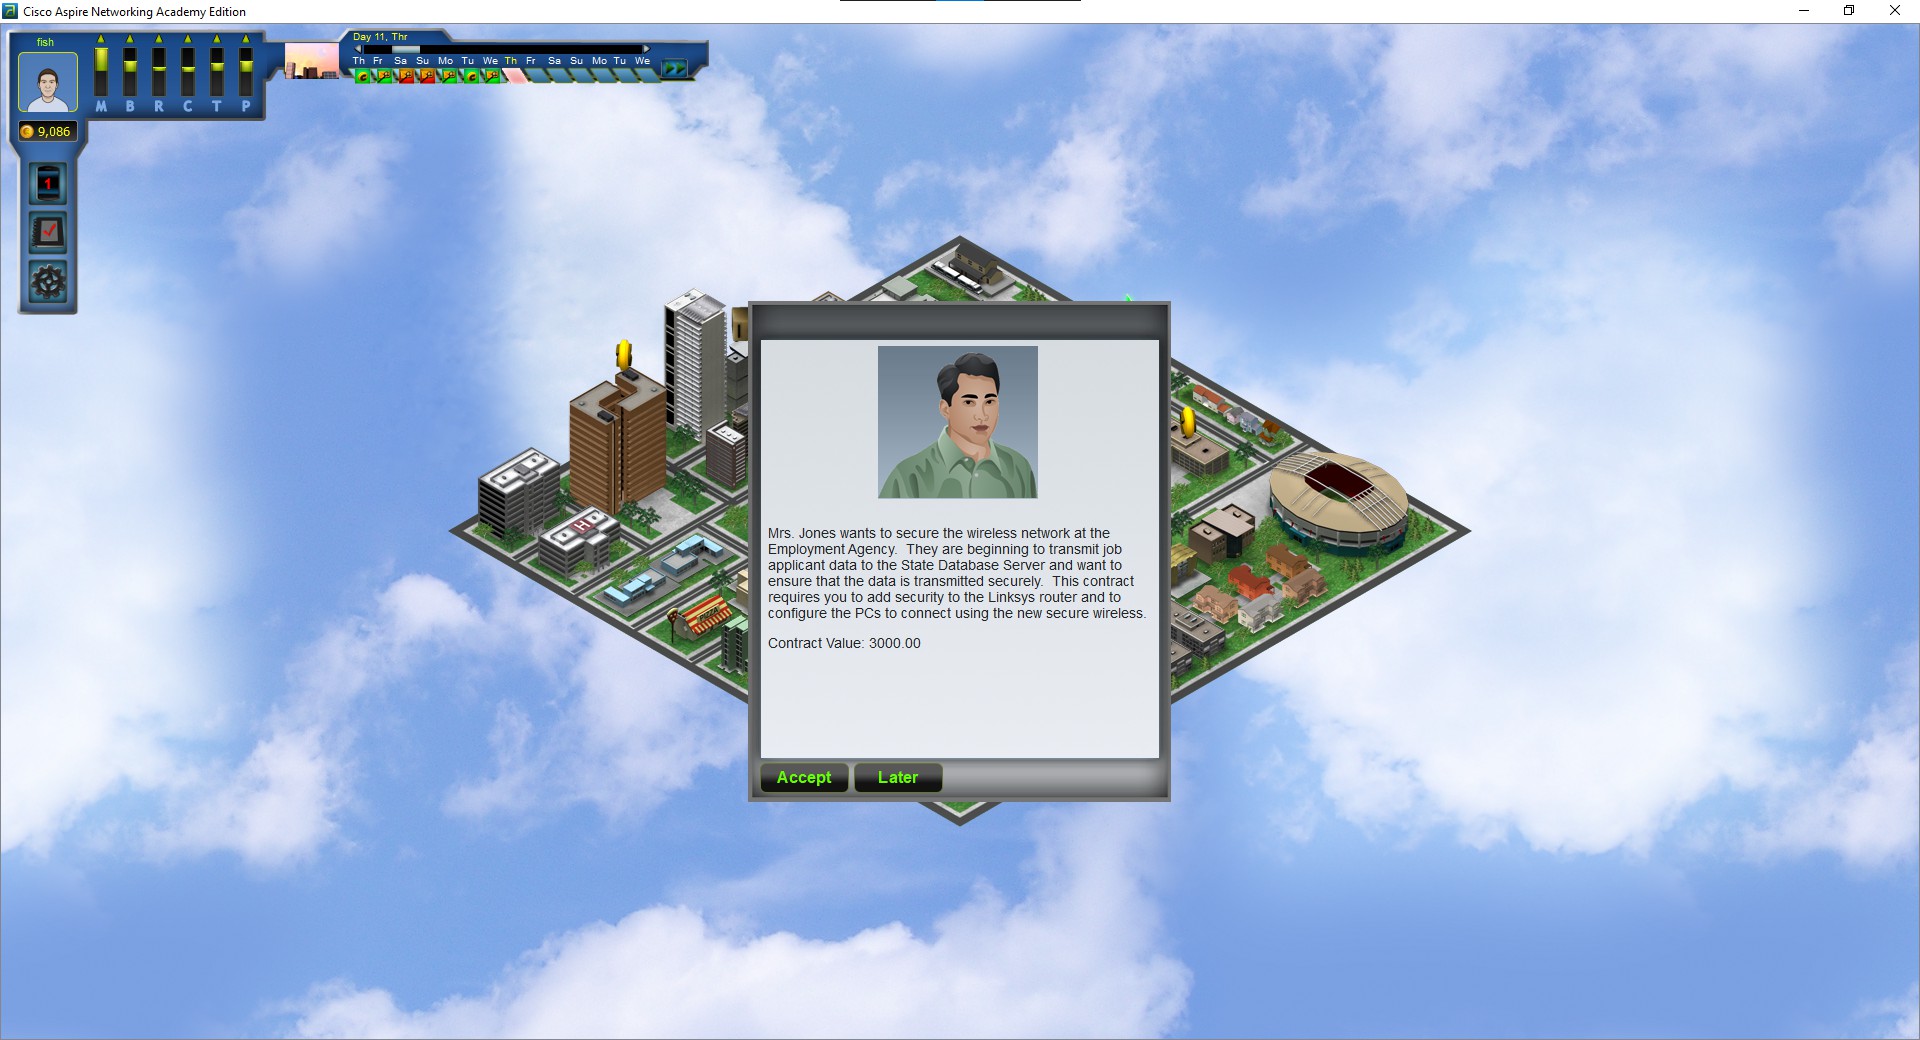 Cisco Aspire Networking Academy Edition
fish
M B R C T P
9,086
1
Day 11, Thr
Th Fr Sa Su Mo Tu We Th Fr Sa Su Mo Tu We
H
PIZZA
Mrs. Jones wants to secure the wireless network at the
Employment Agency.  They are beginning to transmit job
applicant data to the State Database Server and want to
ensure that the data is transmitted securely.  This contract
requires you to add security to the Linksys router and to
configure the PCs to connect using the new secure wireless.
Contract Value: 3000.00
Accept Later